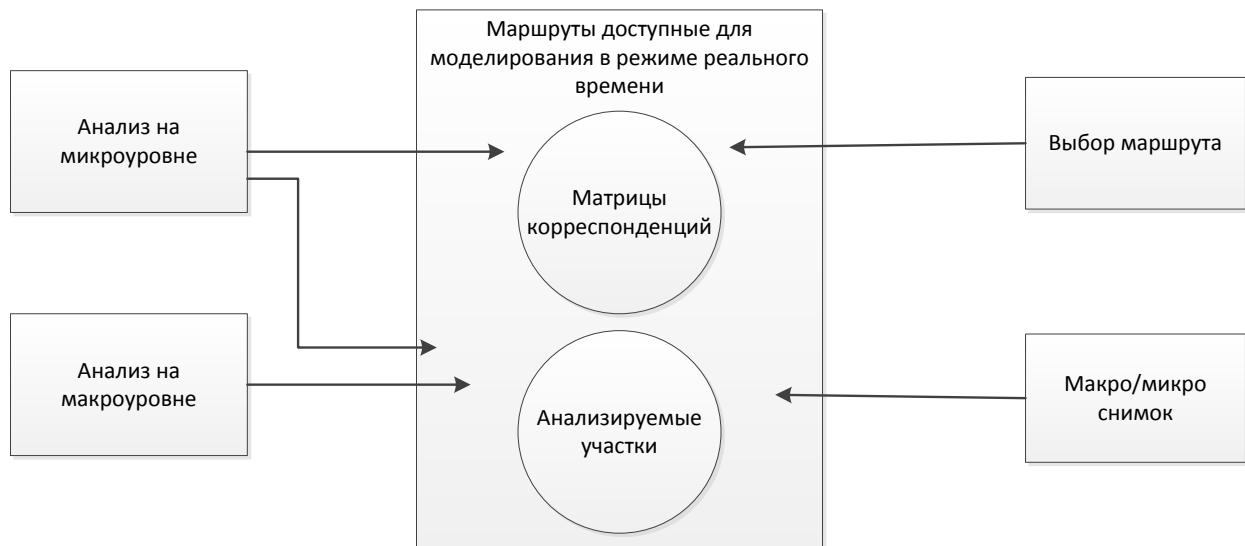 Маршруты доступные для
моделирования в режиме реального
времени
Анализ на
микроуровне
Матрицы
корреспонденций
Выбор маршрута
Анализ на
макроуровне
Анализируемые
участки
Макро/микро
снимок